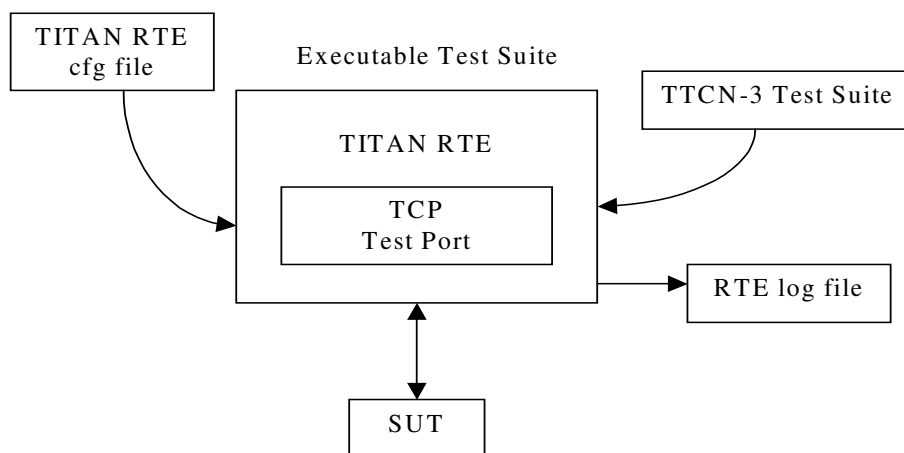 TITAN RTE
cfg file
Executable Test Suite
TTCN-3 Test Suite
TITAN RTE
TCP
Test Port
RTE log file
SUT